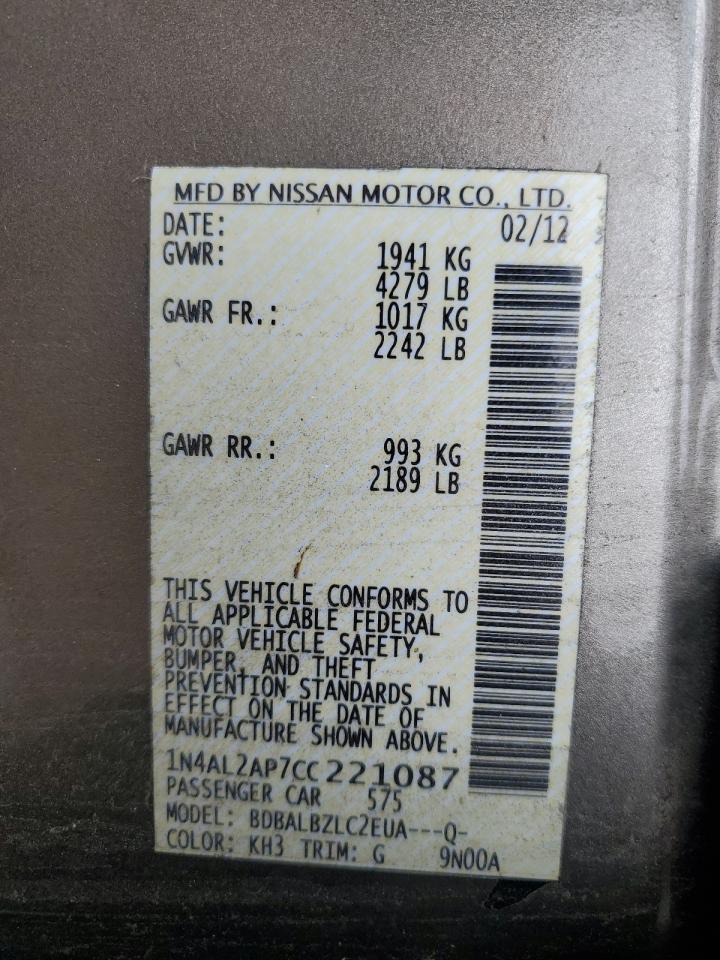 MFD BY NISSAN MOTOR CO., LTD.
DATE: 02/12
GVWR: 1941 KG
4279 LB
GAWR FR.: 1017 KG
2242 LB
GAWR RR.: 993 KG
2189 LB
THIS VEHICLE CONFORMS TO
ALL APPLICABLE FEDERAL
MOTOR VEHICLE SAFETY,
BUMPER, AND THEFT
PREVENTION STANDARDS IN
EFFECT ON THE DATE OF
MANUFACTURE SHOWN ABOVE.
1N4AL2AP7CC221087
PASSENGER CAR 575
MODEL: BDBALBZLC2EUA---Q-
COLOR: KH3 TRIM: G 9N00A